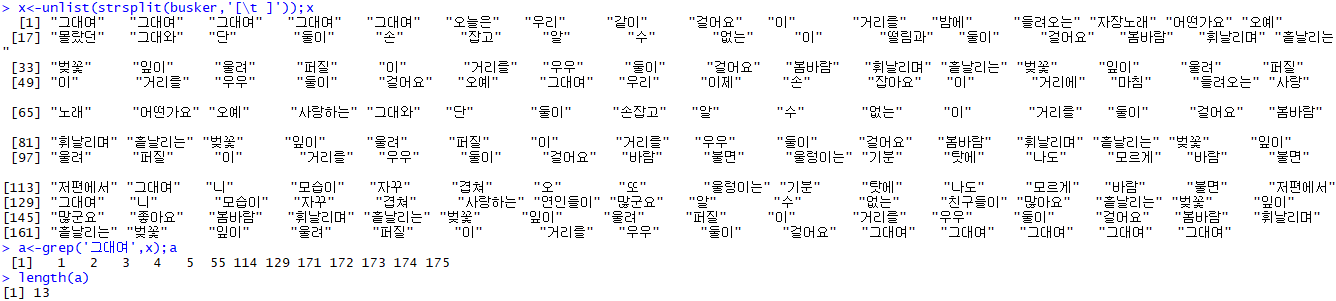 > x<-unlist(strsplit(busker,'[\t ]'));x
[1] "그대여" "그대여" "그대여" "그대여" "그대여" "오늘은" "우리" "같이" "걸어요" "이" "거리를" "밤에" "들려오는" "자장노래" "어떤가요" "오예"
[17] "몰랐던" "그대와" "단" "둘이" "손" "잡고" "알" "수" "없는" "이" "떨림과" "둘이" "걸어요" "봄바람" "휘날리며" "흩날리는
"
[33] "벚꽃" "잎이" "울려" "퍼질" "이" "거리를" "우우" "둘이" "걸어요" "봄바람" "휘날리며" "흩날리는" "벚꽃" "잎이" "울려" "퍼질"
[49] "이" "거리를" "우우" "둘이" "걸어요" "오예" "그대여" "우리" "이제" "손" "잡아요" "이" "거리에" "마침" "들려오는" "사랑"
[65] "노래" "어떤가요" "오예" "사랑하는" "그대와" "단" "둘이" "손잡고" "알" "수" "없는" "이" "거리를" "둘이" "걸어요" "봄바람"
[81] "휘날리며" "흩날리는" "벚꽃" "잎이" "울려" "퍼질" "이" "거리를" "우우" "둘이" "걸어요" "봄바람" "휘날리며" "흩날리는" "벚꽃" "잎이"
[97] "울려" "퍼질" "이" "거리를" "우우" "둘이" "걸어요" "바람" "불면" "울렁이는" "기분" "탓에" "나도" "모르게" "바람" "불면"
[113] "저편에서" "그대여" "니" "모습이" "자꾸" "겹쳐" "오" "또" "울렁이는" "기분" "탓에" "나도" "모르게" "바람" "불면" "저편에서"
[129] "그대여" "니" "모습이" "자꾸" "겹쳐" "사랑하는" "연인들이" "많군요" "알" "수" "없는" "친구들이" "많아요" "흩날리는" "벚꽃" "잎이"
[145] "많군요" "좋아요" "봄바람" "휘날리며" "흩날리는" "벚꽃" "잎이" "울려" "퍼질" "이" "거리를" "우우" "둘이" "걸어요" "봄바람" "휘날리며"
[161] "흩날리는" "벚꽃" "잎이" "울려" "퍼질" "이" "거리를" "우우" "둘이" "걸어요" "그대여" "그대여" "그대여" "그대여" "그대여"
> a<-grep('그대여',x);a
[1] 1 2 3 4 5 55 114 129 171 172 173 174 175
> length(a)
[1] 13